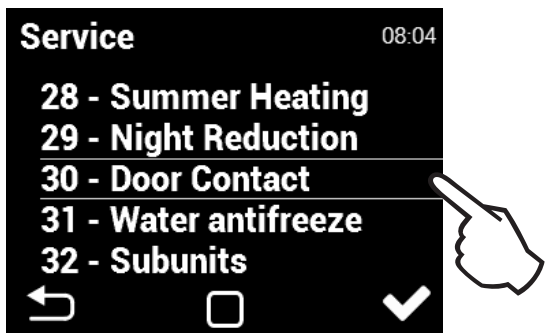 Service
08:04
28 - Summer Heating
29 - Night Reduction
30 - Door Contact
31 - Water antifreeze
32 - Subunits